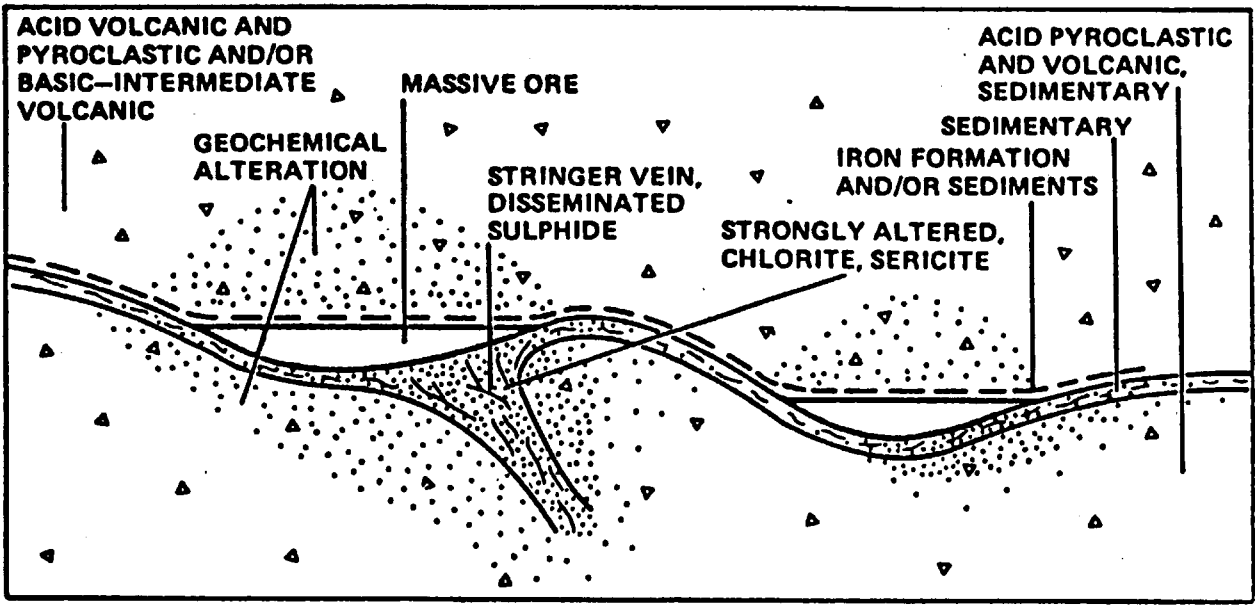 ACID VOLCANIC AND
PYROCLASTIC AND/OR
BASIC—INTERMEDIATE
VOLCANIC
MASSIVE ORE
GEOCHEMICAL
ALTERATION
STRINGER VEIN,
DISSEMINATED
SULPHIDE
STRONGLY ALTERED,
CHLORITE, SERICITE
ACID PYROCLASTIC
AND VOLCANIC,
SEDIMENTARY
SEDIMENTARY
IRON FORMATION
AND/OR SEDIMENTS